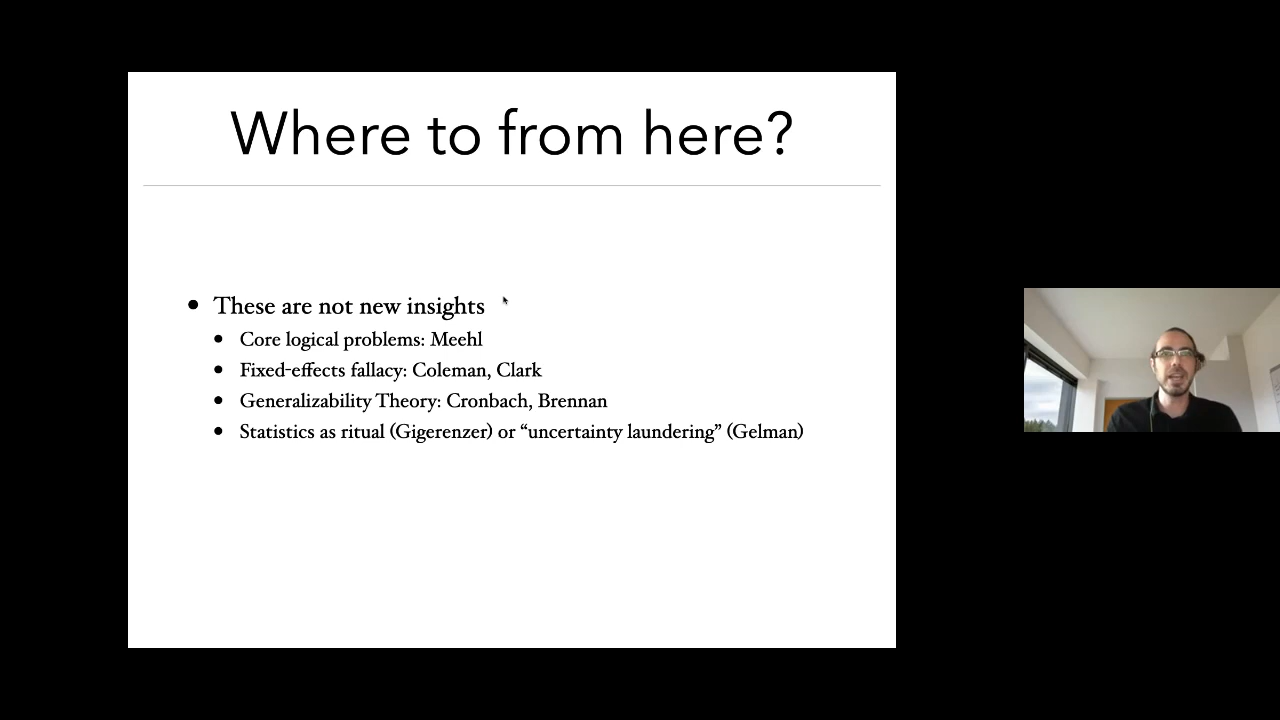 Where to from here?
• These are not new insights
• Core logical problems: Meehl
• Fixed-effects fallacy: Coleman, Clark
• Generalizability Theory: Cronbach, Brennan
• Statistics as ritual (Gigerenzer) or “uncertainty laundering” (Gelman)